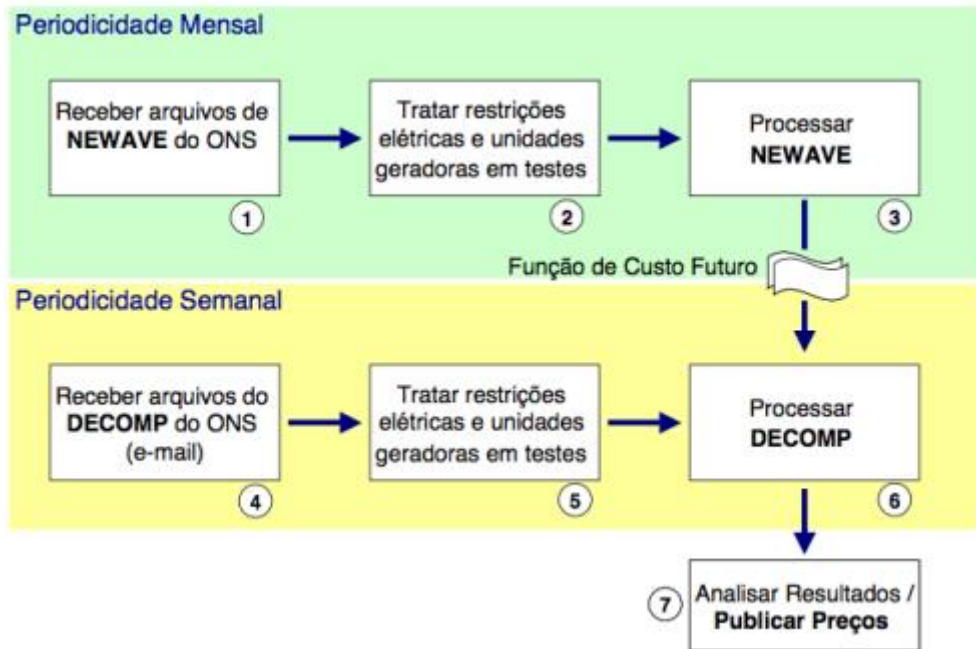 Periodicidade Mensal
Receber arquivos de
NEWAVE do ONS
1
Tratar restrições
elétricas e unidades
geradoras em testes
2
Processar
NEWAVE
3
Função de Custo Futuro
Periodicidade Semanal
Receber arquivos do
DECOMP do ONS
(e-mail)
4
Tratar restrições
elétricas e unidades
geradoras em testes
5
Processar
DECOMP
6
7
Analisar Resultados /
Publicar Preços